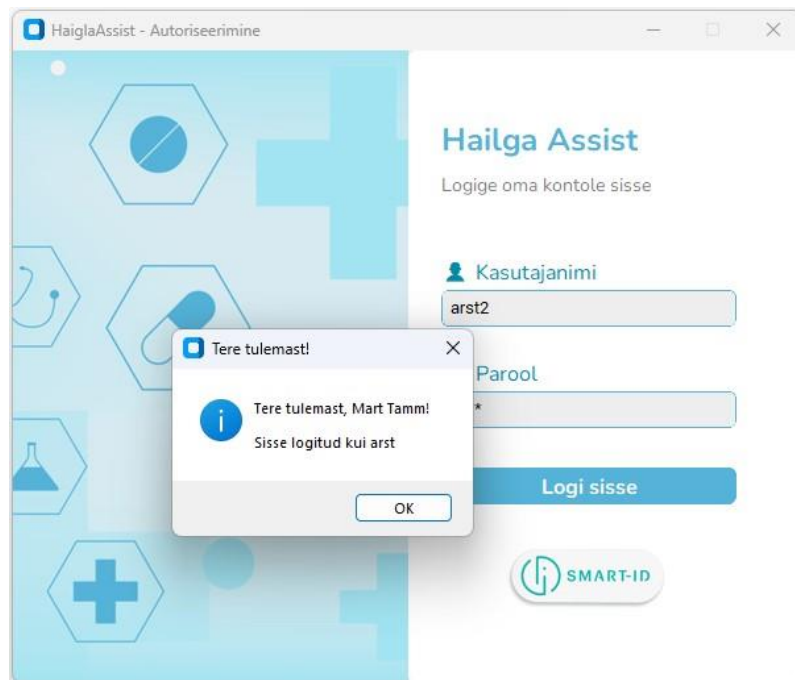 HaiglaAssist - Autoriseerimine
Hailga Assist
Logige oma kontole sisse
Kasutajanimi
arst2
Tere tulemast!
Parool
Tere tulemast, Mart Tamm!
*
Sisse logitud kui arst
Logi sisse
OK
SMART-ID